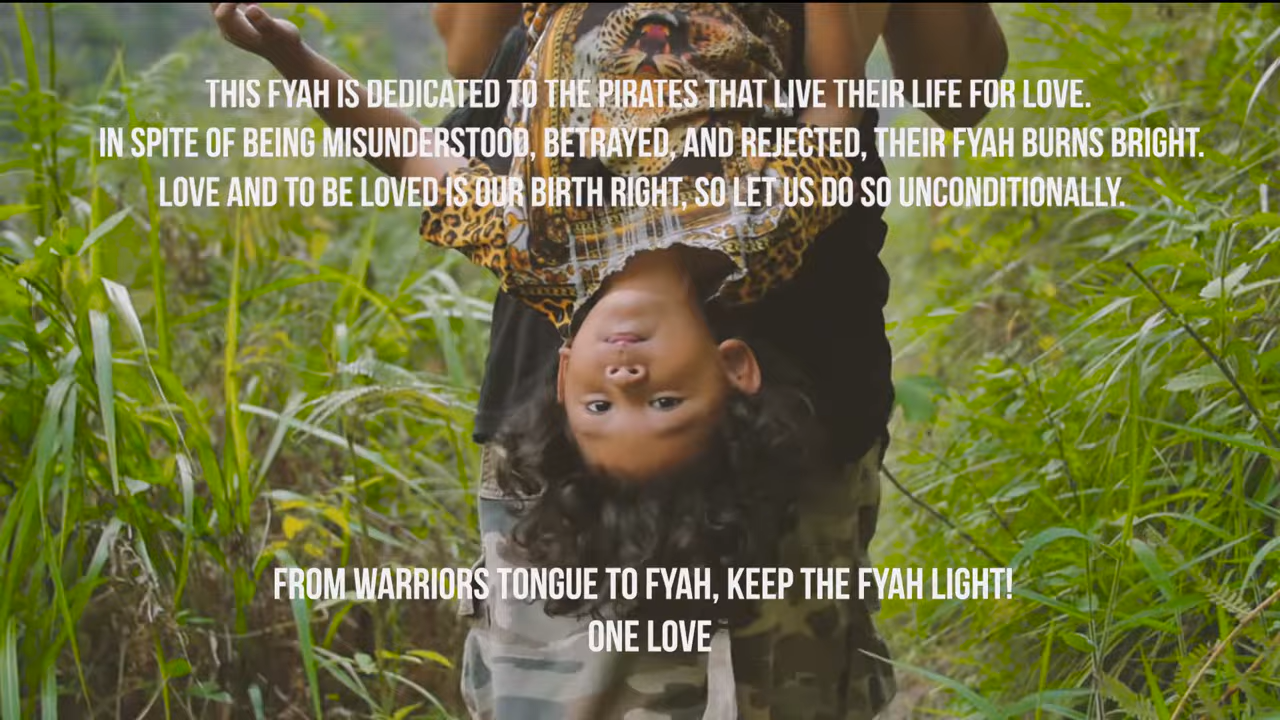 THIS FYAH IS DEDICATED TO THE PIRATES THAT LIVE THEIR LIFE FOR LOVE.
IN SPITE OF BEING MISUNDERSTOOD, BETRAYED, AND REJECTED, THEIR FYAH BURNS BRIGHT.
LOVE AND TO BE LOVED IS OUR BIRTH RIGHT, SO LET US DO SO UNCONDITIONALLY.
FROM WARRIORS TONGUE TO FYAH, KEEP THE FYAH LIGHT!
ONE LOVE